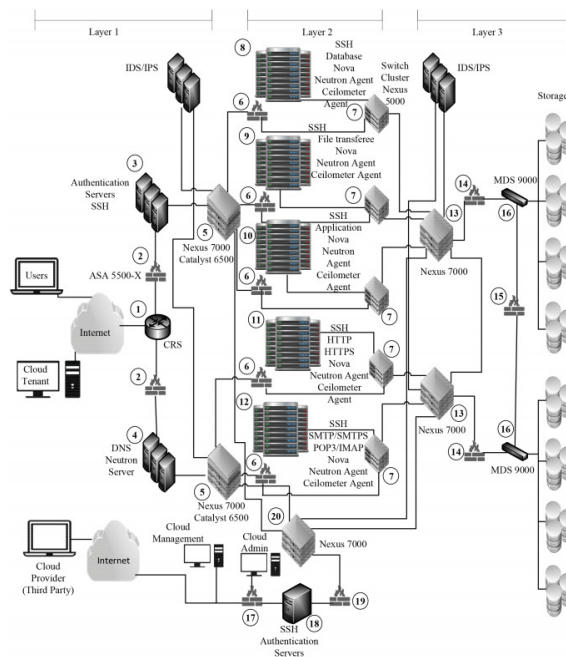 Layer 1
Layer 2
Layer 3
IDS/IPS
8
SSH
Database
Nova
Neutron Agent
Ceilometer
Agent
Switch
Cluster
Nexus
5000
IDS/IPS
Storage
6
7
9
SSH
File transferee
Nova
Neutron Agent
Ceilometer Agent
3
Authentication
Servers
SSH
6
7
14
MDS 9000
16
13
Nexus 7000
5
Nexus 7000
Catalyst 6500
10
SSH
Application
Nova
Neutron
Agent
Ceilometer
Agent
2
ASA 5500-X
6
7
Users
1
Internet
CRS
15
11
SSH
HTTP
HTTPS
Nova
Neutron Agent
Ceilometer
Agent
7
Cloud
Tenant
2
6
12
SSH
SMTP/SMTPS
POP3/IMAP
Nova
Neutron Agent
Ceilometer Agent
13
Nexus 7000
16
MDS 9000
14
4
DNS
Neutron
Server
6
7
5
Nexus 7000
Catalyst 6500
20
Nexus 7000
Cloud
Management
Cloud
Admin
Internet
Cloud
Provider
(Third Party)
17
18
19
SSH
Authentication
Servers